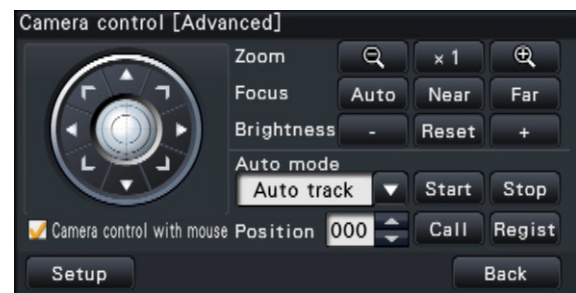 Camera control [Advanced]
Zoom × 1
Focus Auto Near Far
Brightness - Reset +
Auto mode
Auto track Start Stop
Camera control with mouse Position 000 Call Regist
Setup Back